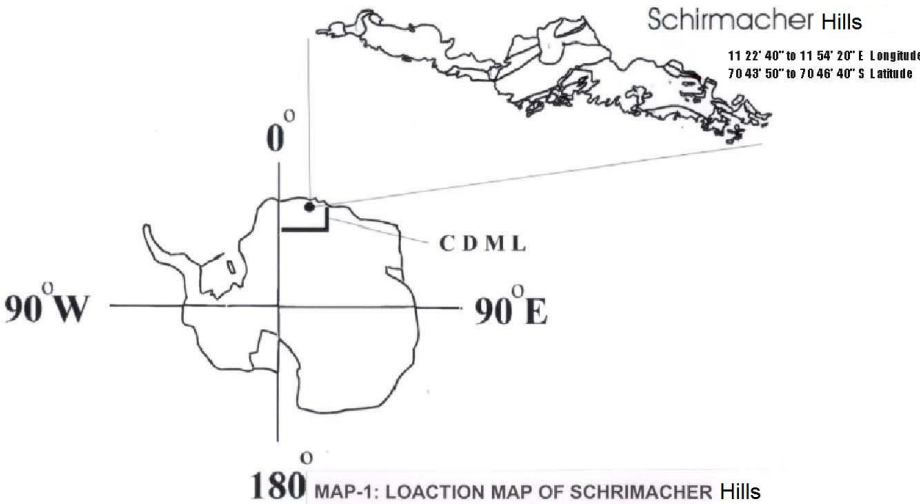 Schirmacher Hills
11 22' 40" to 11 54' 20" E Longitude
70 43' 50" to 70 46' 40" S Latitude
0°
CDML
90°W
90°E
180°
MAP-1: LOACTION MAP OF SCHRIMACHER Hills